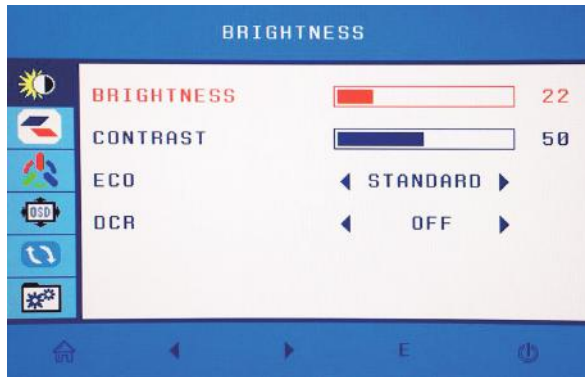 BRIGHTNESS
BRIGHTNESS 22
CONTRAST 50
ECO STANDARD
DCR OFF
OSD
E